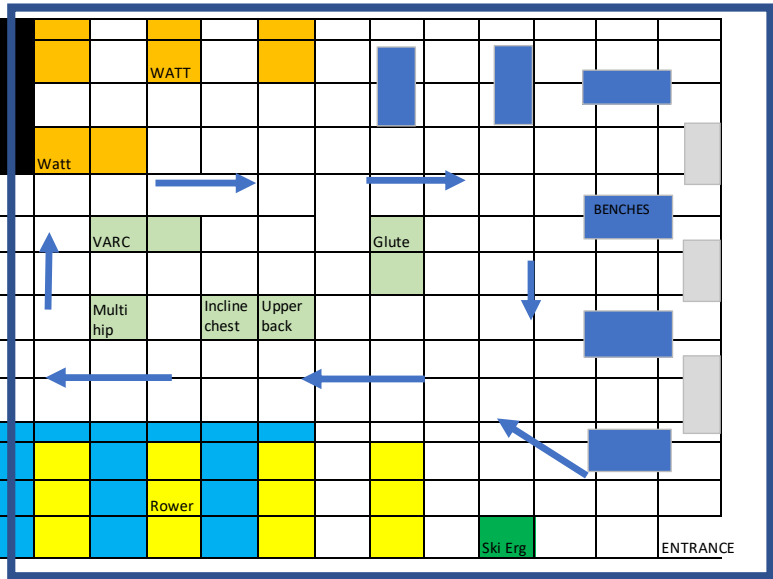 WATT
Watt
BENCHES
VARC
Glute
Multi
hip
Incline
chest
Upper
back
Rower
Ski Erg
ENTRANCE